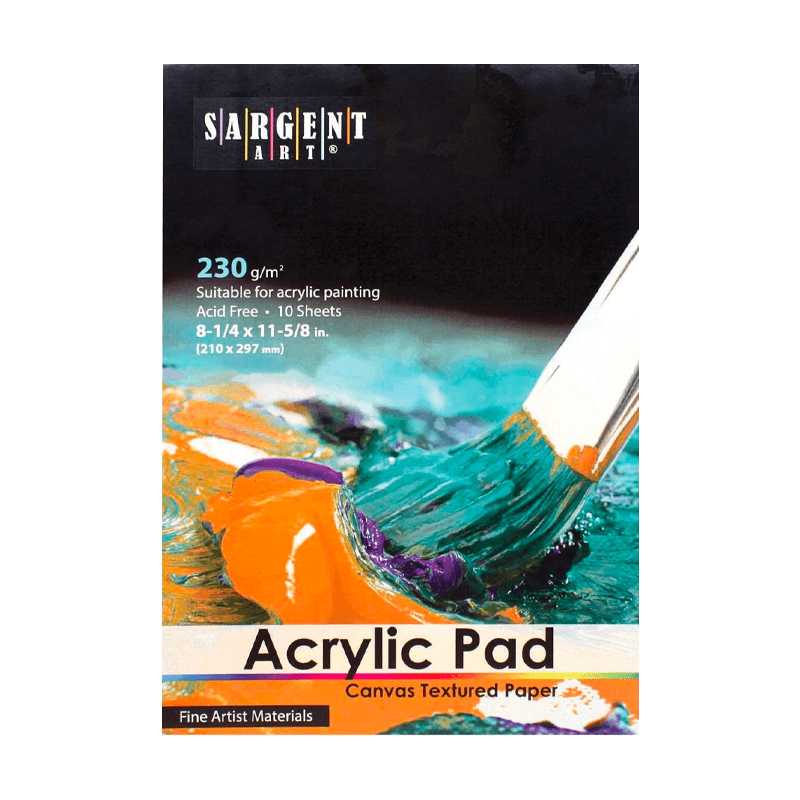 SARGENT
ART®
230 g/m²
Suitable for acrylic painting
Acid Free • 10 Sheets
8-1/4 x 11-5/8 in.
(210 x 297 mm)
Acrylic Pad
Canvas Textured Paper
Fine Artist Materials